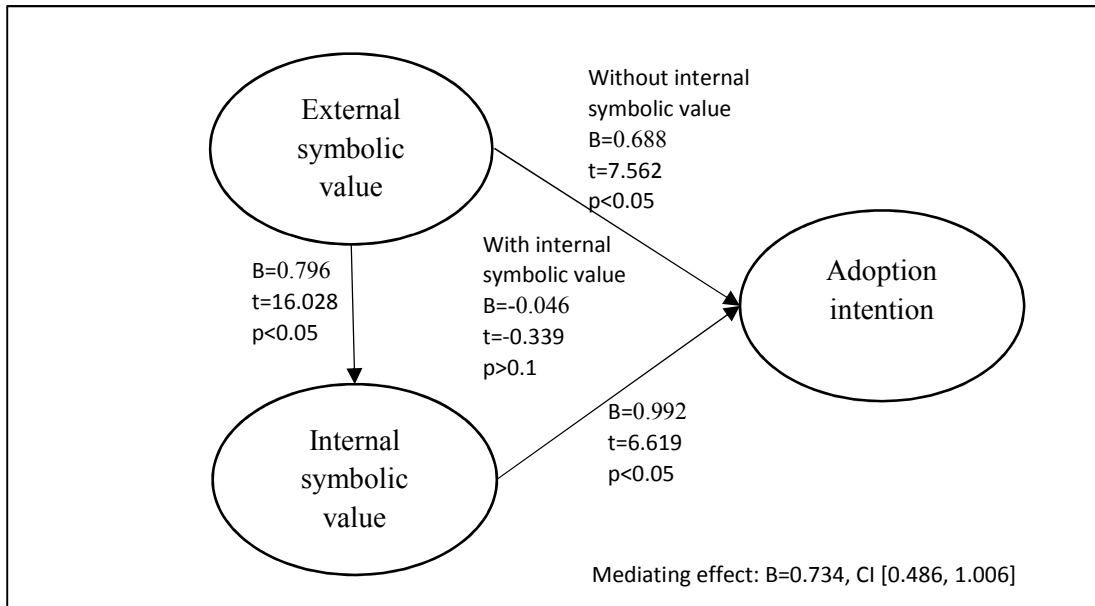 External
symbolic
value
Without internal
symbolic value
B=0.688
t=7.562
p<0.05
B=0.796
t=16.028
p<0.05
With internal
symbolic value
B=-0.046
t=-0.339
p>0.1
Adoption
intention
Internal
symbolic
value
B=0.992
t=6.619
p<0.05
Mediating effect: B=0.734, CI [0.486, 1.006]